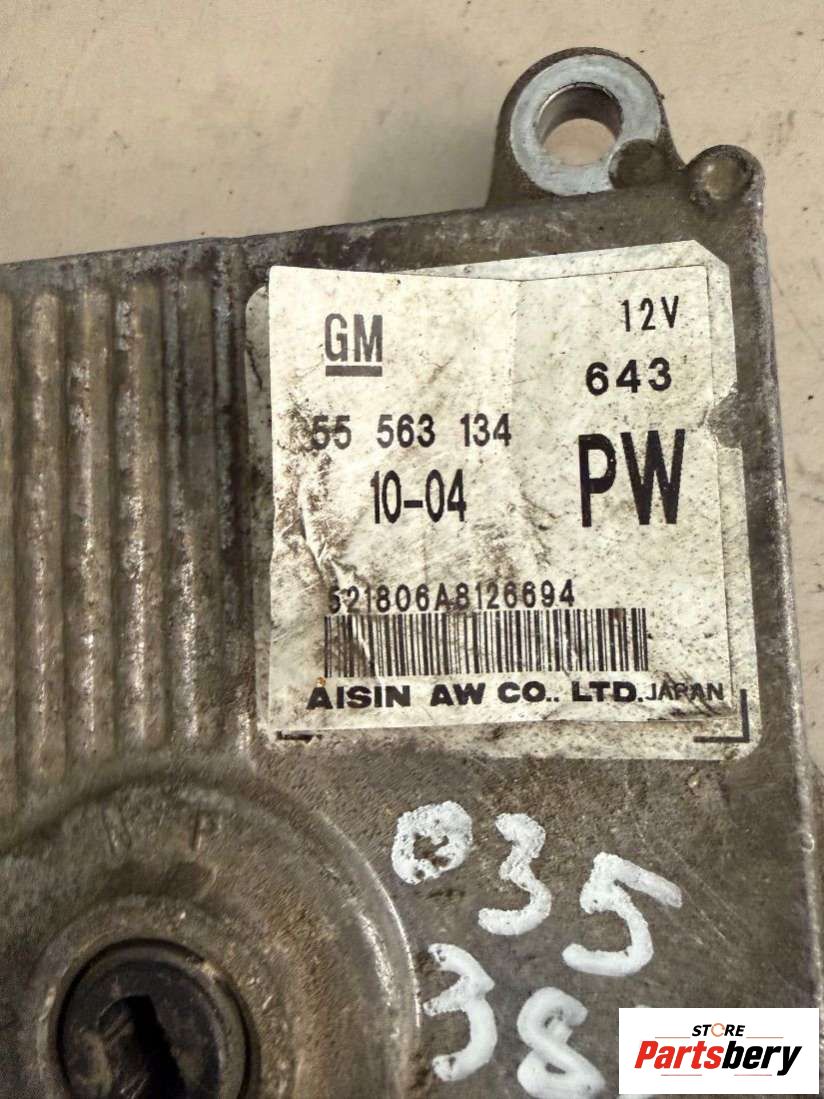 GM 12V
643
55 563 134
10-04 PW
521806A8126694
AISIN AW CO., LTD. JAPAN
N P
035
38
STORE
Partsbery